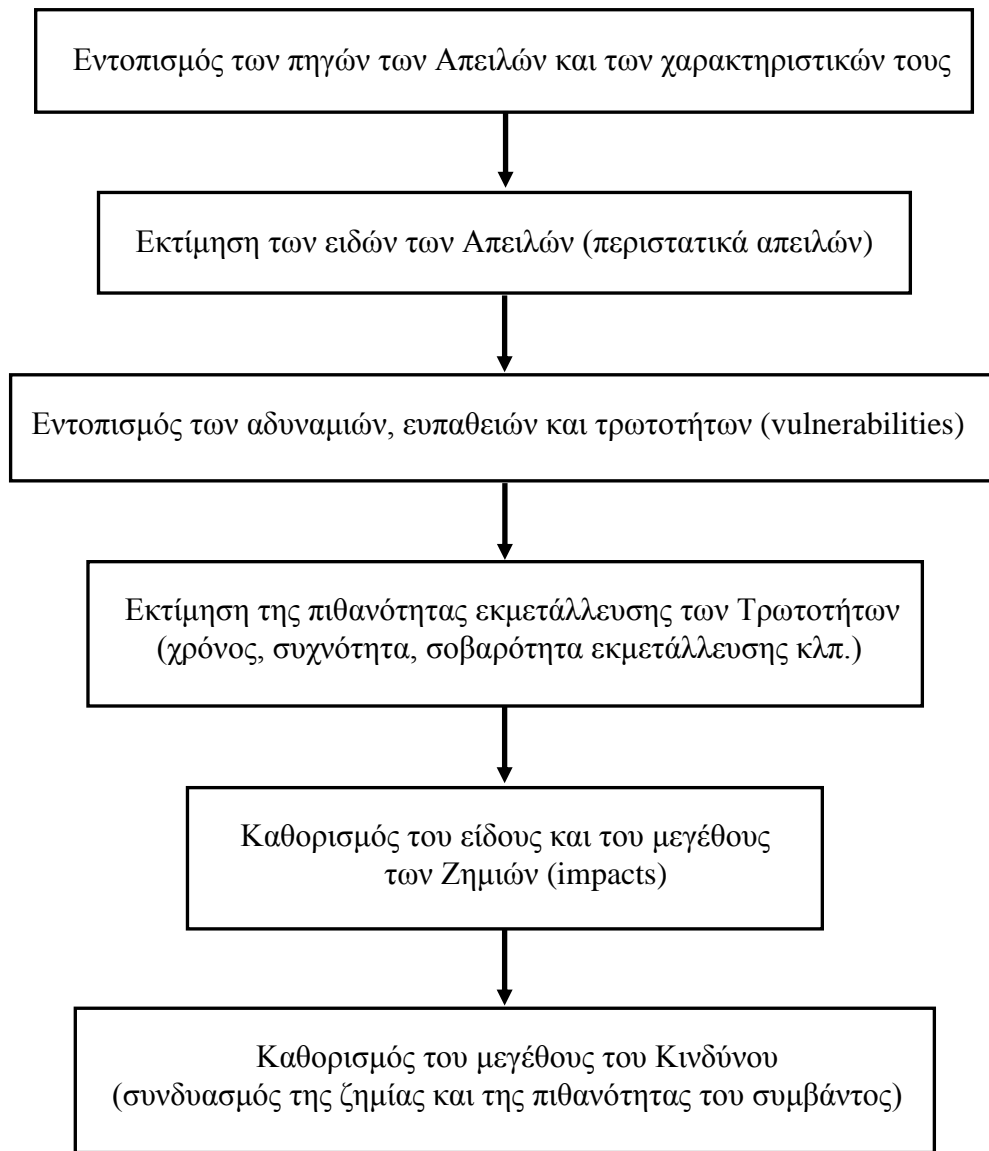 Εντοπισμός των πηγών των Απειλών και των χαρακτηριστικών τους
Εκτίμηση των ειδών των Απειλών (περιστατικά απειλών)
Εντοπισμός των αδυναμιών, ευπαθειών και τρωτοτήτων (vulnerabilities)
Εκτίμηση της πιθανότητας εκμετάλλευσης των Τρωτοτήτων
(χρόνος, συχνότητα, σοβαρότητα εκμετάλλευσης κλπ.)
Καθορισμός του είδους και του μεγέθους
των Ζημιών (impacts)
Καθορισμός του μεγέθους του Κινδύνου
(συνδυασμός της ζημίας και της πιθανότητας του συμβάντος)